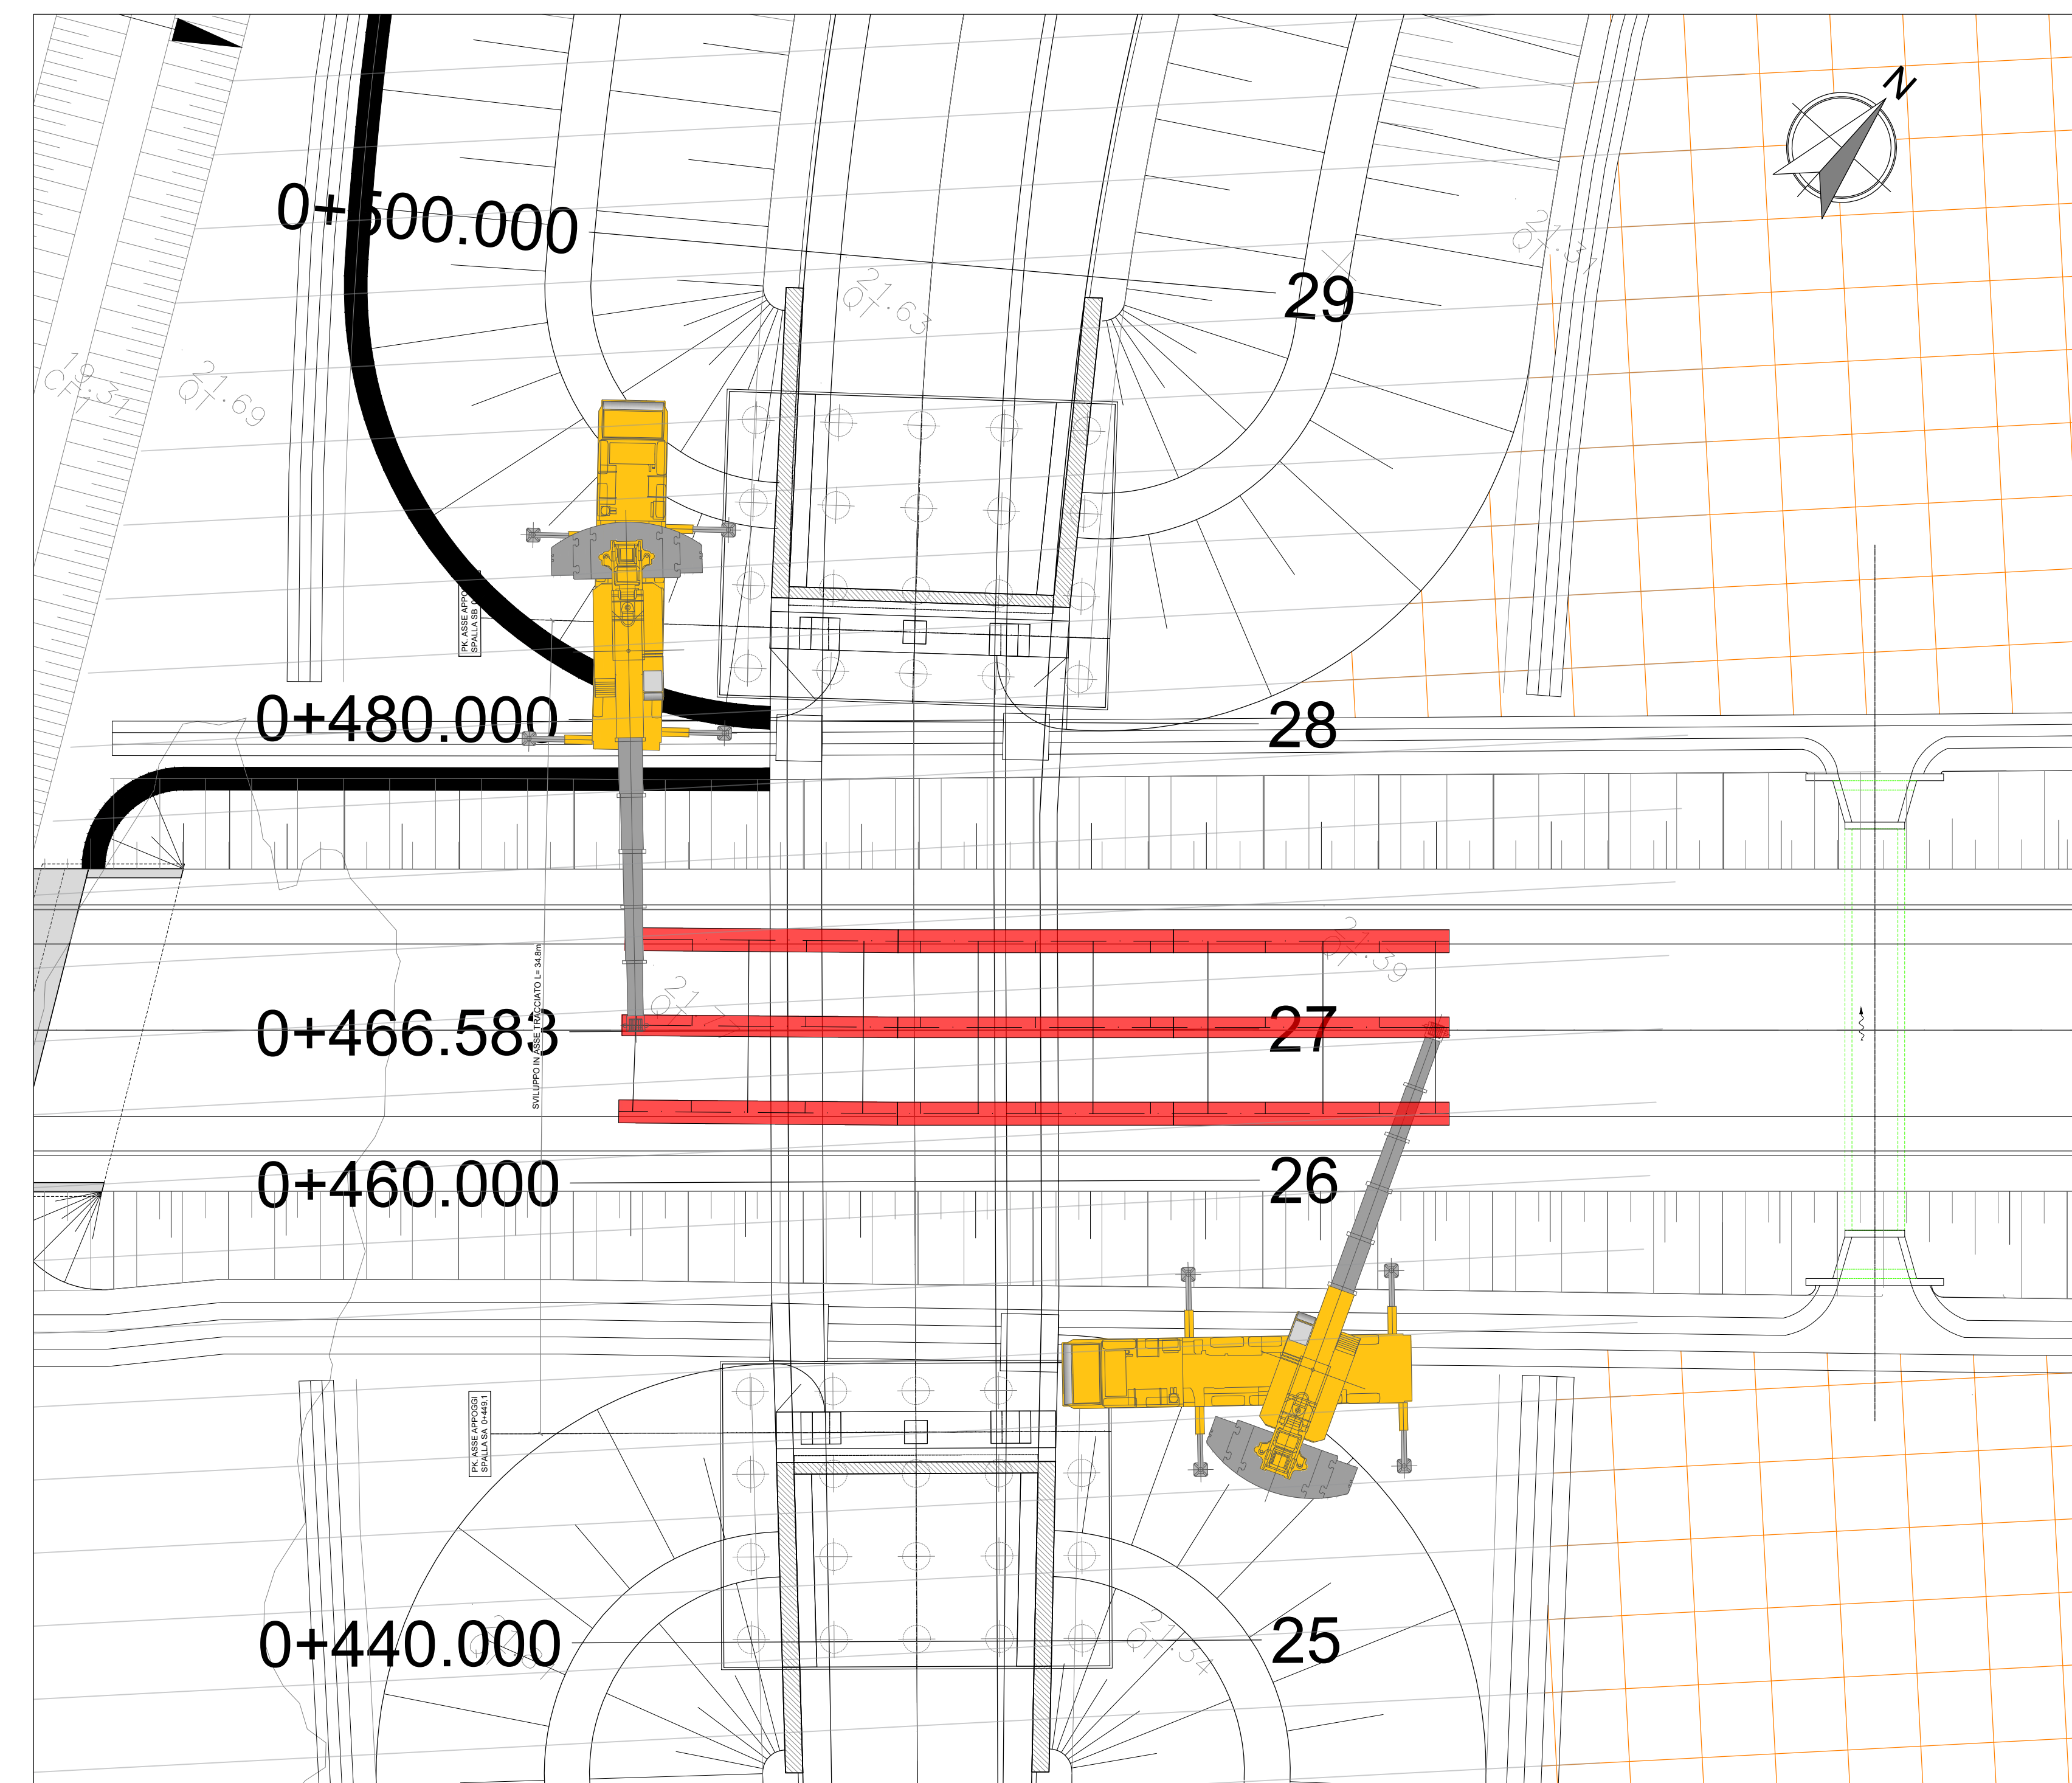 N
0+500.000
29
21.31
QT.
21.63
QT.
19.31
CF.
21.69
QT.
PK. ASSE APPO
SPALLA SB 0
0+480.000
28
SVILUPPO IN ASSE TRACCIATO L= 34.8m
21.39
QT.
0+466.583
27
0+460.000
26
PK. ASSE APPOGGI
SPALLA SA 0+449,1
0+440.000
25
21.54
QT.